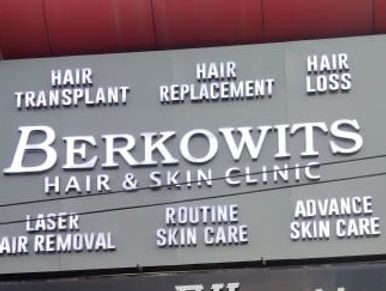 HAIR TRANSPLANT
HAIR REPLACEMENT
HAIR LOSS
BERKOWITS
HAIR & SKIN CLINIC
LASER
AIR REMOVAL
ROUTINE SKIN CARE
ADVANCE SKIN CARE